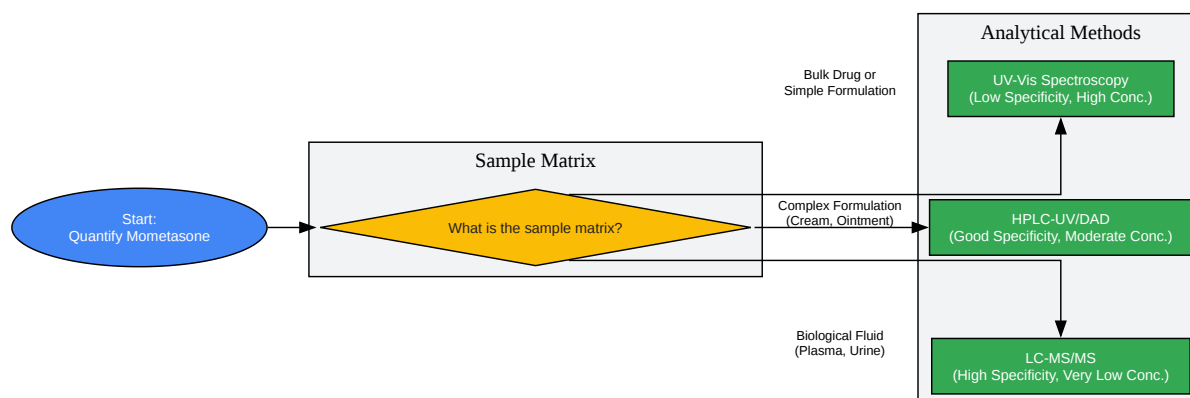 Start:
Quantify Mometasone
Sample Matrix
What is the sample matrix?
Bulk Drug or
Simple Formulation
Complex Formulation
(Cream, Ointment)
Biological Fluid
(Plasma, Urine)
Analytical Methods
UV-Vis Spectroscopy
(Low Specificity, High Conc.)
HPLC-UV/DAD
(Good Specificity, Moderate Conc.)
LC-MS/MS
(High Specificity, Very Low Conc.)